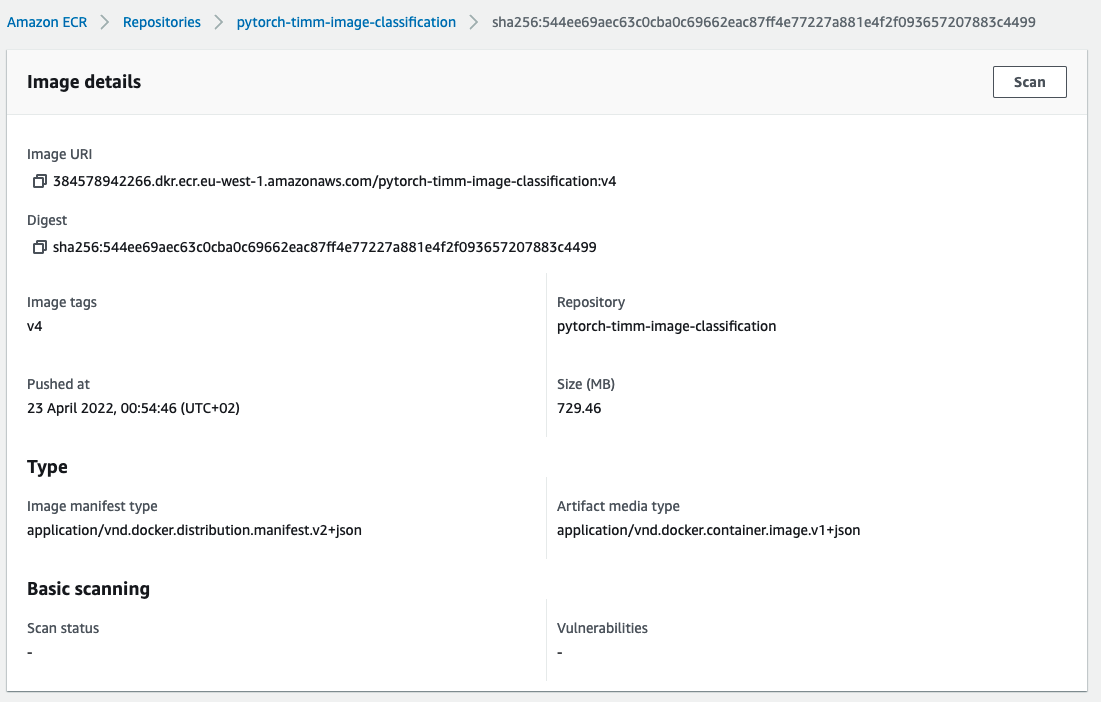 Amazon ECR > Repositories > pytorch-timm-image-classification > sha256:544ee69aec63c0cba0c69662eac87ff4e77227a881e4f2f093657207883c4499
Image details
Scan
Image URI
384578942266.dkr.ecr.eu-west-1.amazonaws.com/pytorch-timm-image-classification:v4
Digest
sha256:544ee69aec63c0cba0c69662eac87ff4e77227a881e4f2f093657207883c4499
Image tags
v4
Repository
pytorch-timm-image-classification
Pushed at
23 April 2022, 00:54:46 (UTC+02)
Size (MB)
729.46
Type
Image manifest type
application/vnd.docker.distribution.manifest.v2+json
Artifact media type
application/vnd.docker.container.image.v1+json
Basic scanning
Scan status
-
Vulnerabilities
-